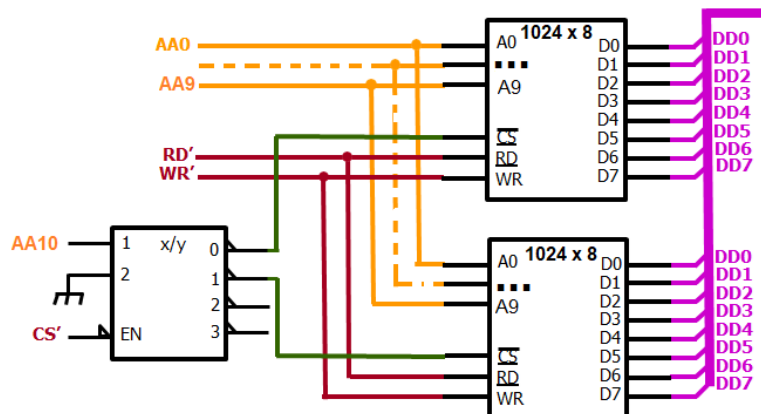 1024 x 8
AA0
A0
D0
DD0
...
D1
DD1
AA9
A9
D2
DD2
D3
DD3
D4
DD4
CS
D5
DD5
RD’
RD
D6
DD6
WR’
WR
D7
DD7
x/y
AA10
1
0
2
1
2
CS’
EN
3
1024 x 8
A0
D0
DD0
...
D1
DD1
A9
D2
DD2
D3
DD3
D4
DD4
CS
D5
DD5
RD
D6
DD6
WR
D7
DD7